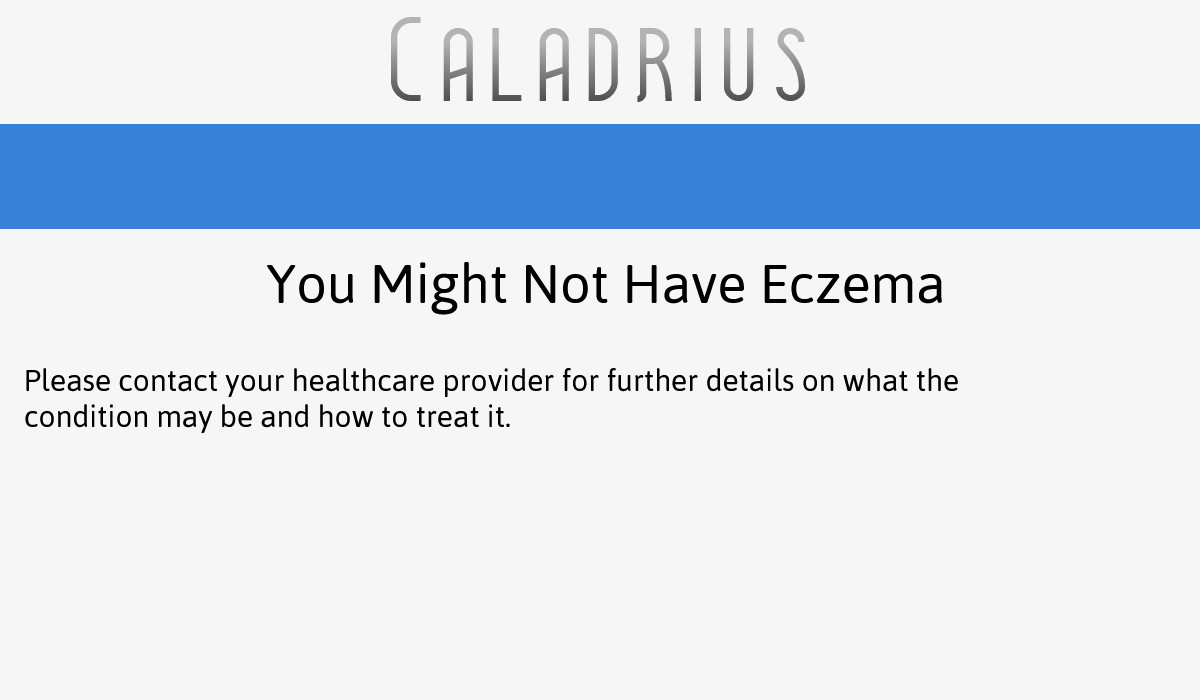 CALADRIUS
You Might Not Have Eczema
Please contact your healthcare provider for further details on what the
condition may be and how to treat it.